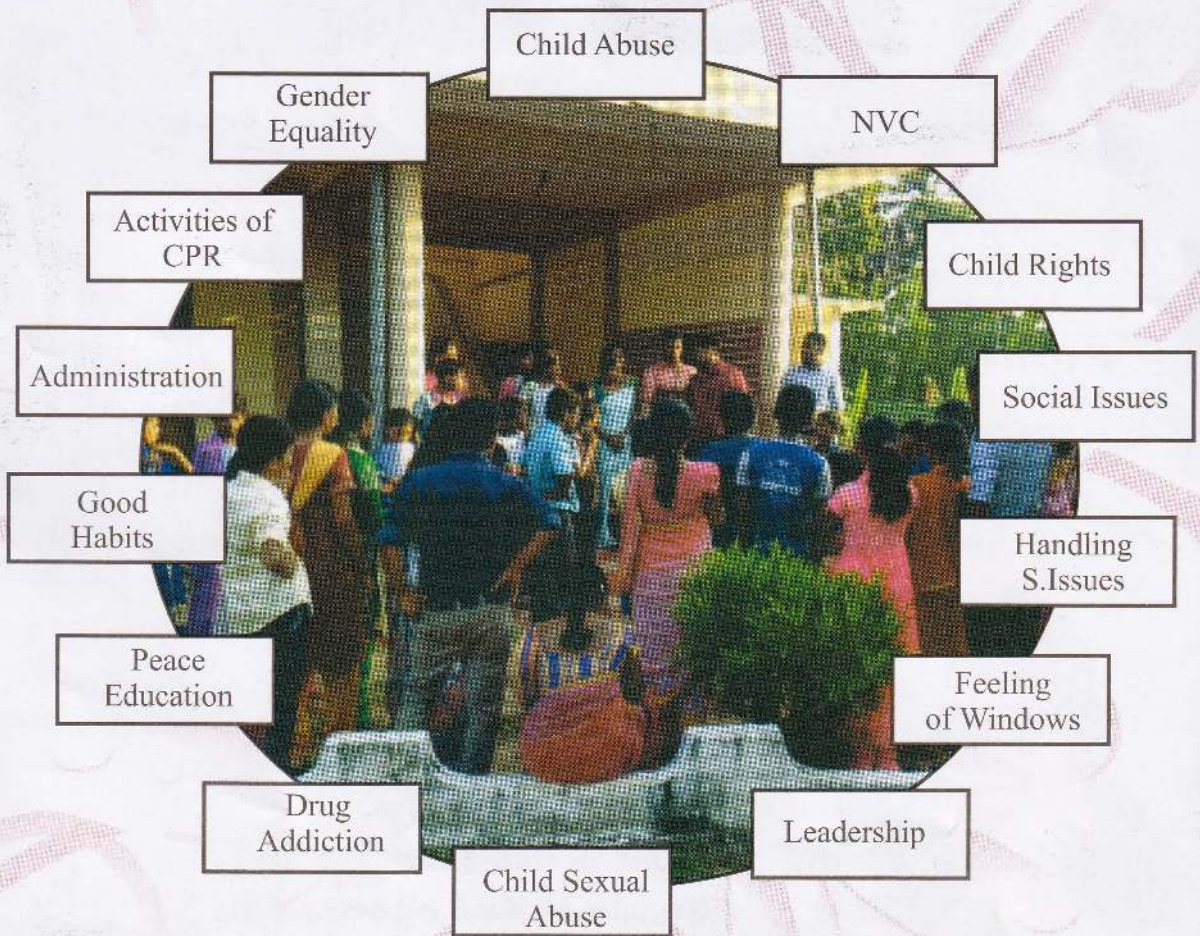 Child Abuse
Gender
Equality
NVC
Activities of
CPR
Child Rights
Administration
Social Issues
Good
Habits
Handling
S.Issues
Peace
Education
Feeling
of Windows
Drug
Addiction
Leadership
Child Sexual
Abuse